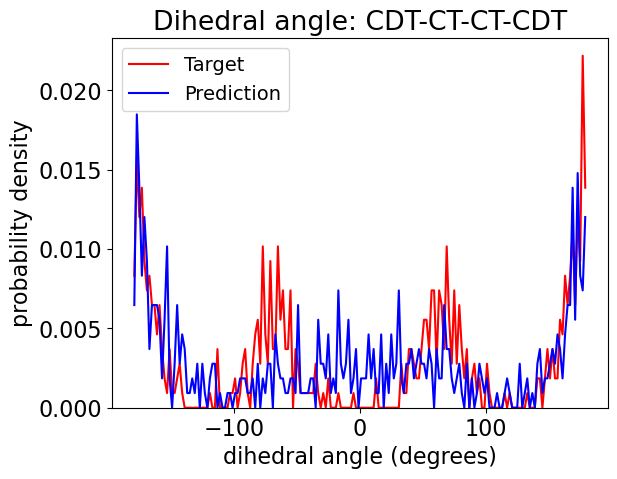 Dihedral angle: CDT-CT-CT-CDT
Target
Prediction
probability density
0.020
0.015
0.010
0.005
0.000
−100
0
100
dihedral angle (degrees)